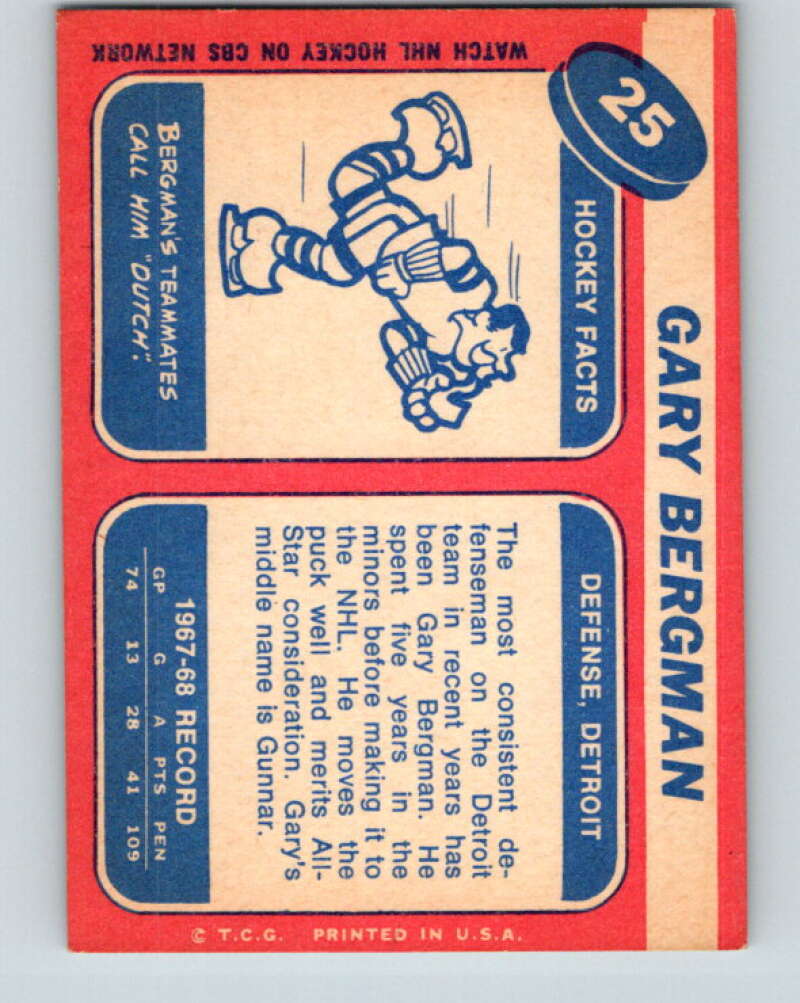 25
GARY BERGMAN
HOCKEY FACTS
BERGMAN'S TEAMMATES
CALL HIM "DUTCH".
WATCH NHL HOCKEY ON CBS NETWORK
DEFENSE, DETROIT
The most consistent de-
fenseman on the Detroit
team in recent years has
been Gary Bergman. He
spent five years in the
minors before making it to
the NHL. He moves the
puck well and merits All-
Star consideration. Gary's
middle name is Gunnar.
1967-68 RECORD
GP G A PTS PEN
74 13 28 41 109
© T.C.G. PRINTED IN U.S.A.